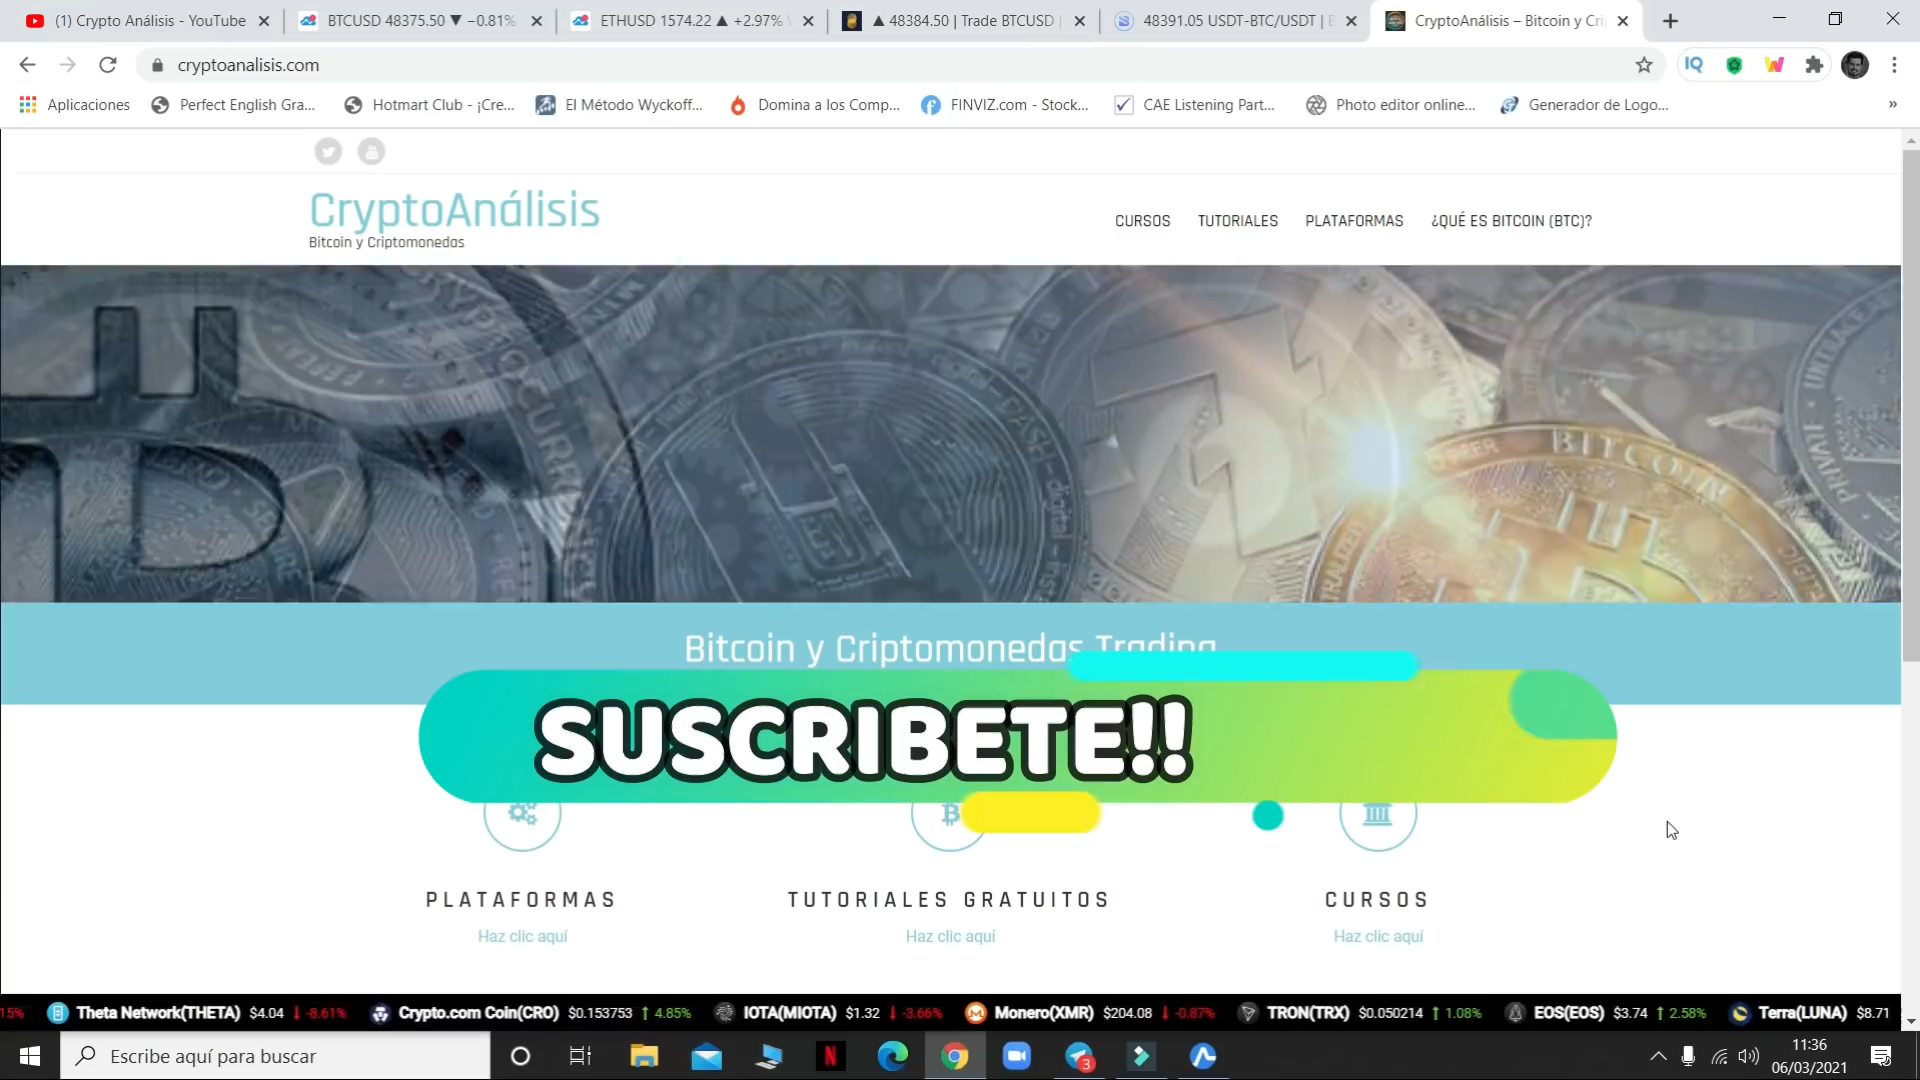 (1) Crypto Análisis - YouTube
BTCUSD 48375.50 ▼ −0.81%
ETHUSD 1574.22 ▲ +2.97%
▲ 48384.50 | Trade BTCUSD
48391.05 USDT-BTC/USDT |
CryptoAnálisis – Bitcoin y Cri
cryptoanalisis.com
IQ
Aplicaciones
Perfect English Gra...
Hotmart Club - ¡Cre...
El Método Wyckoff...
Domina a los Comp...
FINVIZ.com - Stock...
CAE Listening Part...
Photo editor online...
Generador de Logo...
»
CryptoAnálisis
Bitcoin y Criptomonedas
CURSOS
TUTORIALES
PLATAFORMAS
¿QUÉ ES BITCOIN (BTC)?
BITCOIN
Bitcoin y Criptomonedas Trading
SUSCRIBETE!!
PLATAFORMAS
TUTORIALES GRATUITOS
CURSOS
Haz clic aquí
Haz clic aquí
Haz clic aquí
15% Theta Network(THETA) $4.04 ↓ -8.61% Crypto.com Coin(CRO) $0.153753 ↑ 4.85% IOTA(MIOTA) $1.32 ↓ -3.66% Monero(XMR) $204.08 ↓ -0.87% TRON(TRX) $0.050214 ↑ 1.08% EOS(EOS) $3.74 ↑ 2.58% Terra(LUNA) $8.71
Escribe aquí para buscar
3
11:36
06/03/2021